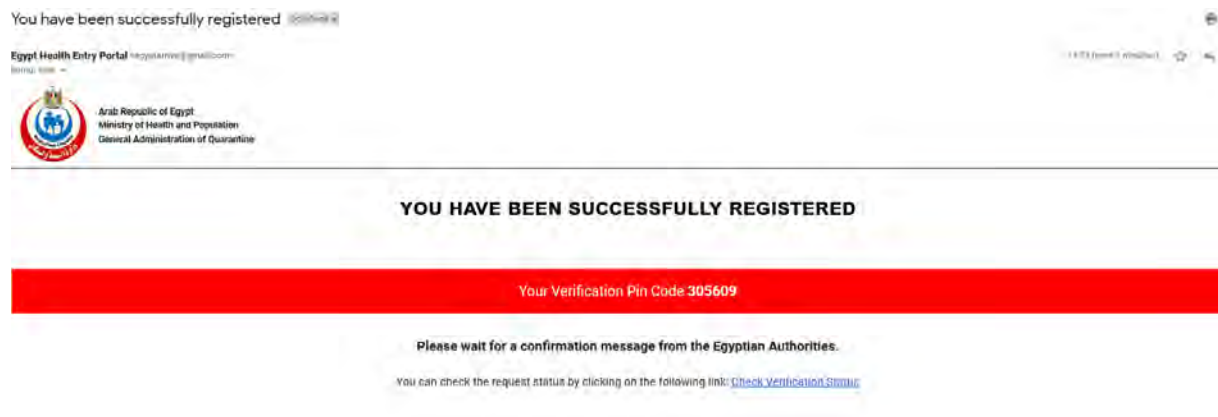 You have been successfully registered
Egypt Health Entry Portal
Arab Republic of Egypt
Ministry of Health and Population
General Administration of Quarantine
YOU HAVE BEEN SUCCESSFULLY REGISTERED
Your Verification Pin Code 305609
Please wait for a confirmation message from the Egyptian Authorities.
You can check the request status by clicking on the following link: Check Verification Status